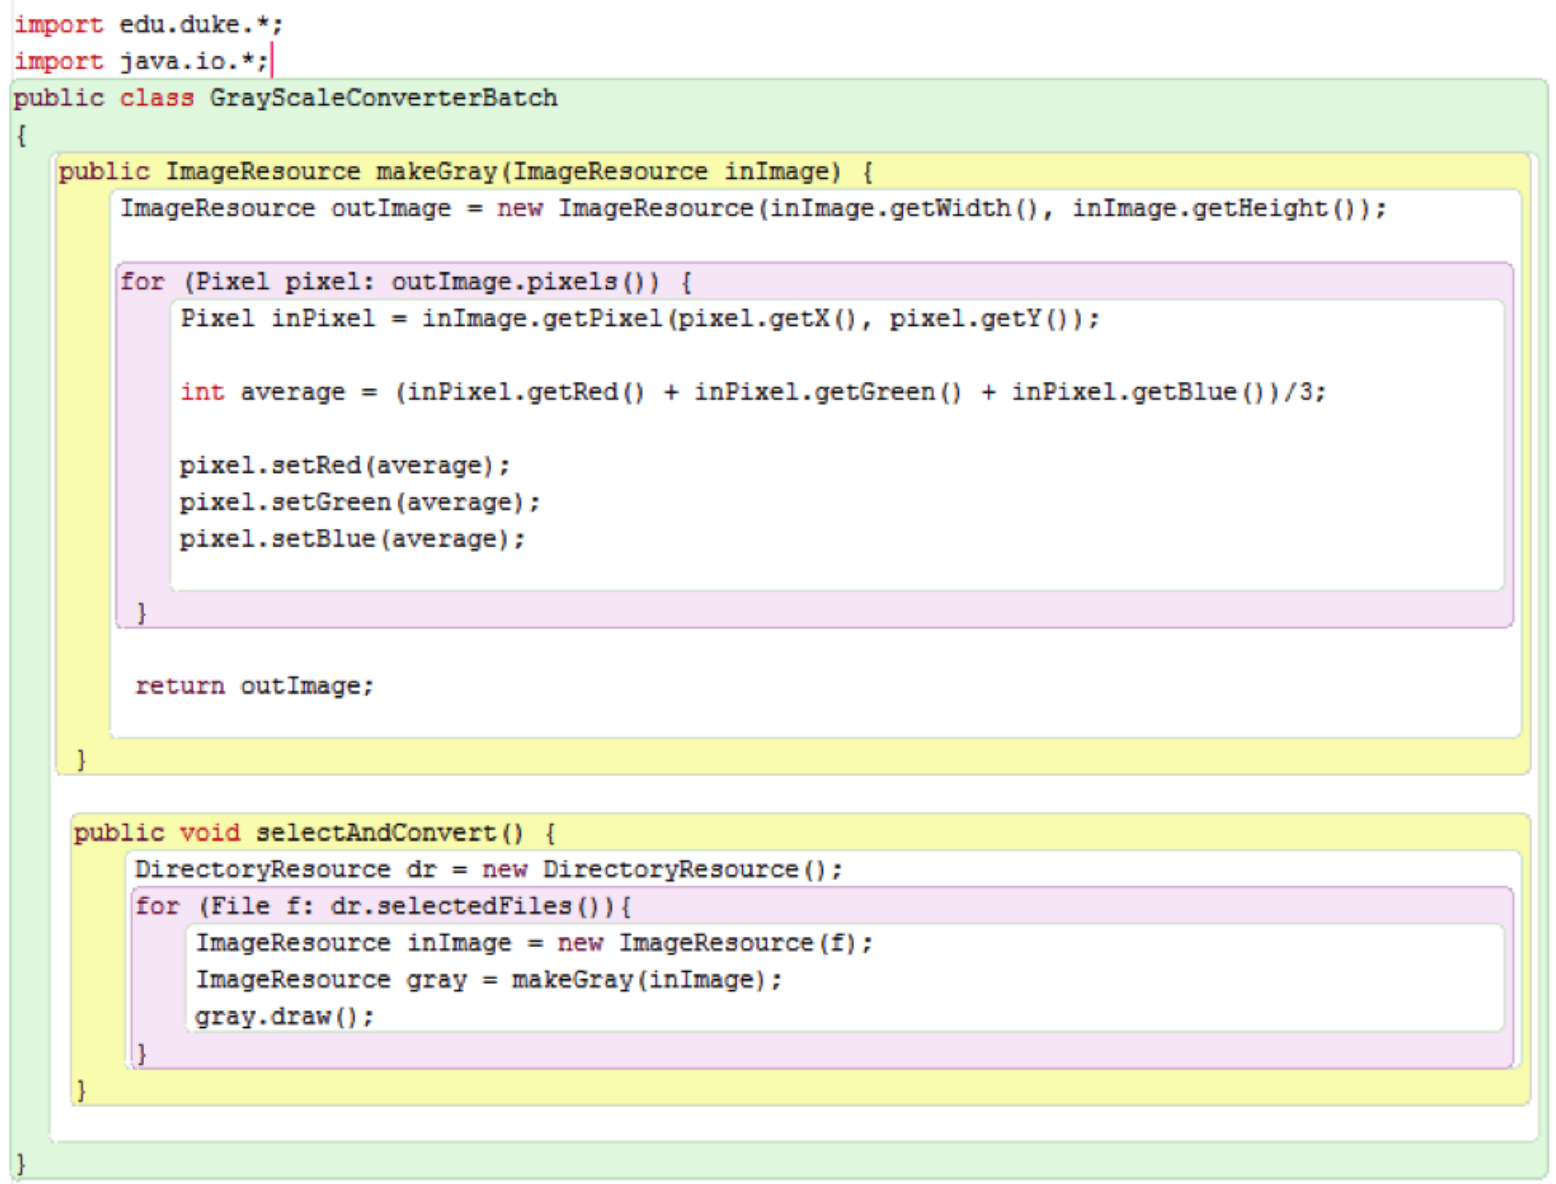 import edu.duke.*;
import java.io.*;
public class GrayScaleConverterBatch
{
public ImageResource makeGray(ImageResource inImage) {
ImageResource outImage = new ImageResource(inImage.getWidth(), inImage.getHeight());
for (Pixel pixel: outImage.pixels()) {
Pixel inPixel = inImage.getPixel(pixel.getX(), pixel.getY());
int average = (inPixel.getRed() + inPixel.getGreen() + inPixel.getBlue())/3;
pixel.setRed(average);
pixel.setGreen(average);
pixel.setBlue(average);
}
return outImage;
}
public void selectAndConvert() {
DirectoryResource dr = new DirectoryResource();
for (File f: dr.selectedFiles()){
ImageResource inImage = new ImageResource(f);
ImageResource gray = makeGray(inImage);
gray.draw();
}
}
}